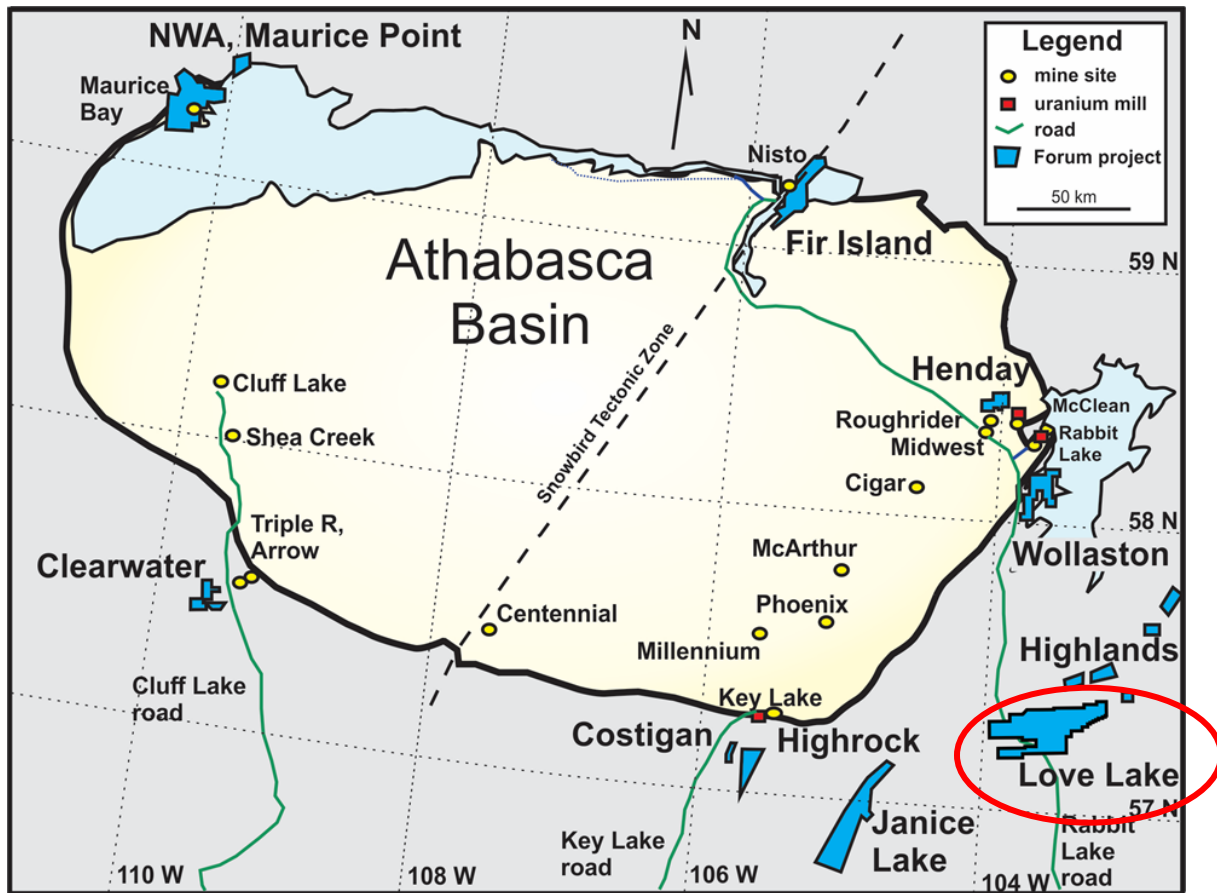 NWA, Maurice Point
N
Legend
mine site
uranium mill
road
Forum project
50 km
Maurice
Bay
Nisto
Fir Island
59 N
Athabasca
Basin
Snowbird Tectonic Zone
Henday
Cluff Lake
Shea Creek
McClean
Roughrider
Midwest
Rabbit
Lake
Cigar
58 N
Triple R,
Arrow
Clearwater
Wollaston
McArthur
Centennial
Phoenix
Millennium
Highlands
Cluff Lake
road
Key Lake
Costigan
Highrock
Love Lake
57 N
Janice
Lake
Key Lake
road
Rabbit
Lake
road
110 W
108 W
106 W
104 W